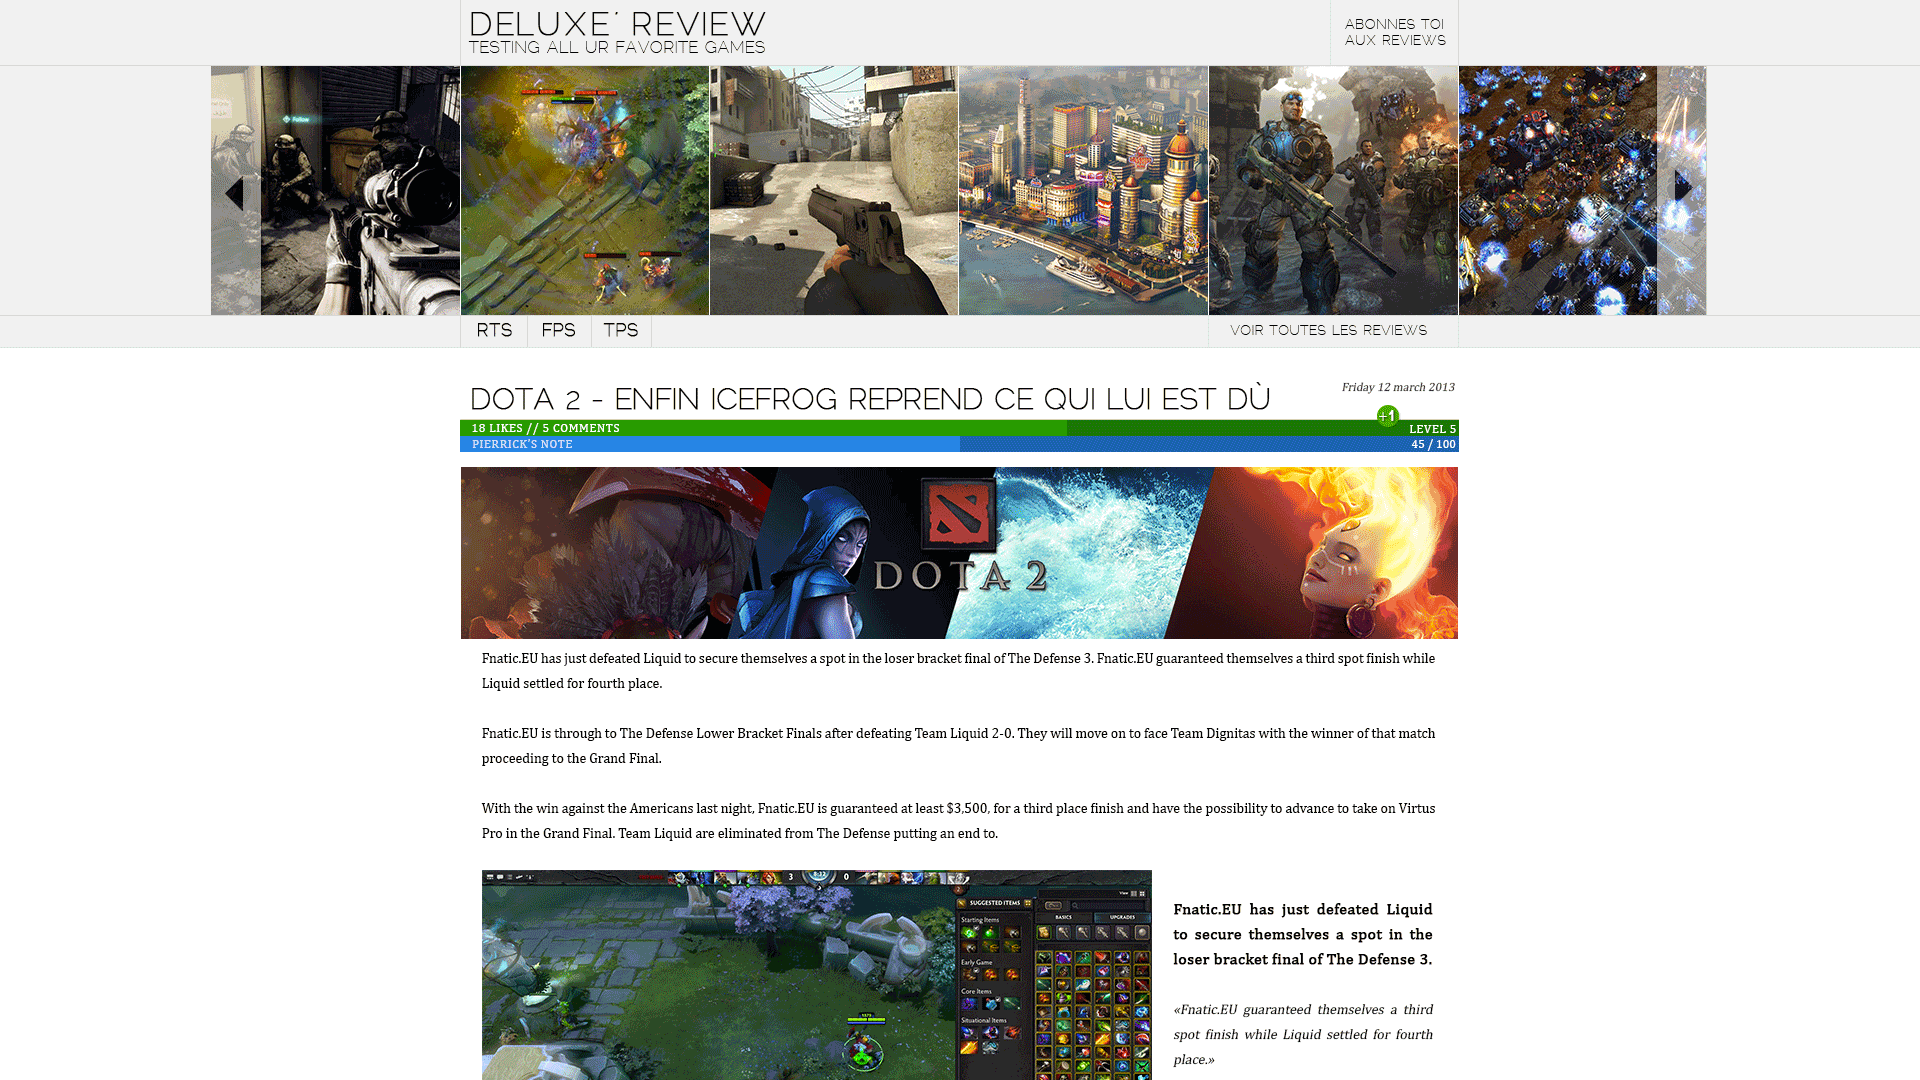 DELUXE' REVIEW
TESTING ALL UR FAVORITE GAMES
ABONNES TOI
AUX REVIEWS
Follow
RTS
FPS
TPS
VOIR TOUTES LES REVIEWS
DOTA 2 - ENFIN ICEFROG REPREND CE QUI LUI EST DÙ
Friday 12 march 2013
+1
18 LIKES // 5 COMMENTS
LEVEL 5
PIERRICK'S NOTE
45 / 100
DOTA 2
Fnatic.EU has just defeated Liquid to secure themselves a spot in the loser bracket final of The Defense 3. Fnatic.EU guaranteed themselves a third spot finish while
Liquid settled for fourth place.
Fnatic.EU is through to The Defense Lower Bracket Finals after defeating Team Liquid 2-0. They will move on to face Team Dignitas with the winner of that match
proceeding to the Grand Final.
With the win against the Americans last night, Fnatic.EU is guaranteed at least $3,500, for a third place finish and have the possibility to advance to take on Virtus
Pro in the Grand Final. Team Liquid are eliminated from The Defense putting an end to.
3
0
View
SUGGESTED ITEMS
BASICS
UPGRADES
Starting Items
Early Game
Core Items
Situational Items
Fnatic.EU has just defeated Liquid
to secure themselves a spot in the
loser bracket final of The Defense 3.
«Fnatic.EU guaranteed themselves a third
spot finish while Liquid settled for fourth
place.»